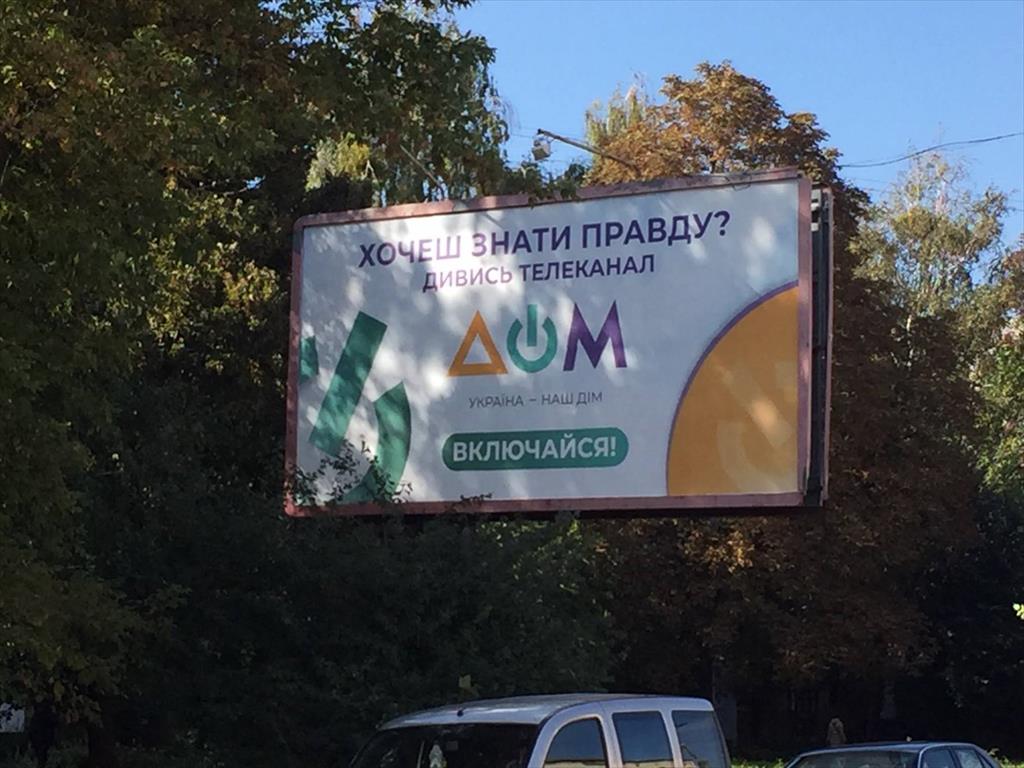 ХОЧЕШ ЗНАТИ ПРАВДУ?
ДИВИСЬ ТЕЛЕКАНАЛ
ДОМ
УКРАЇНА – НАШ ДІМ
ВКЛЮЧАЙСЯ!